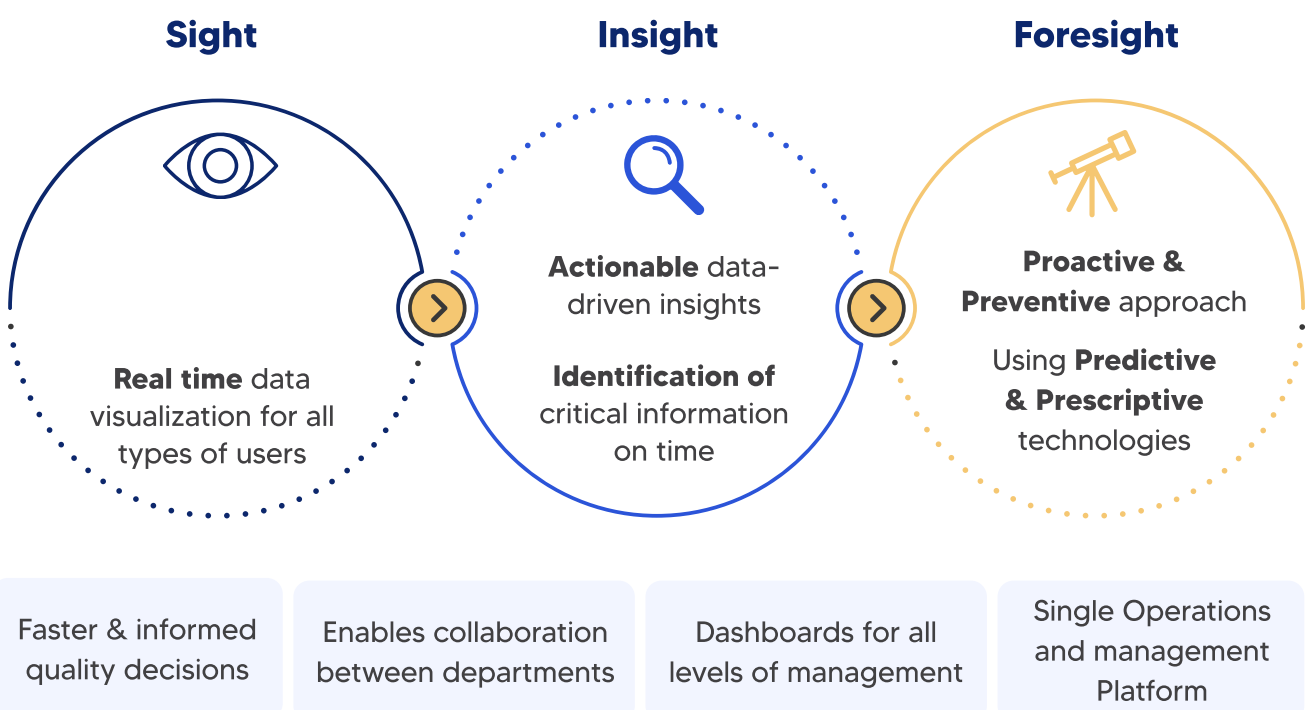 Sight
Insight
Foresight
Real time data
visualization for all
types of users
Actionable data-
driven insights
Identification of
critical information
on time
Proactive &
Preventive approach
Using Predictive
& Prescriptive
technologies
Faster & informed
quality decisions
Enables collaboration
between departments
Dashboards for all
levels of management
Single Operations
and management
Platform